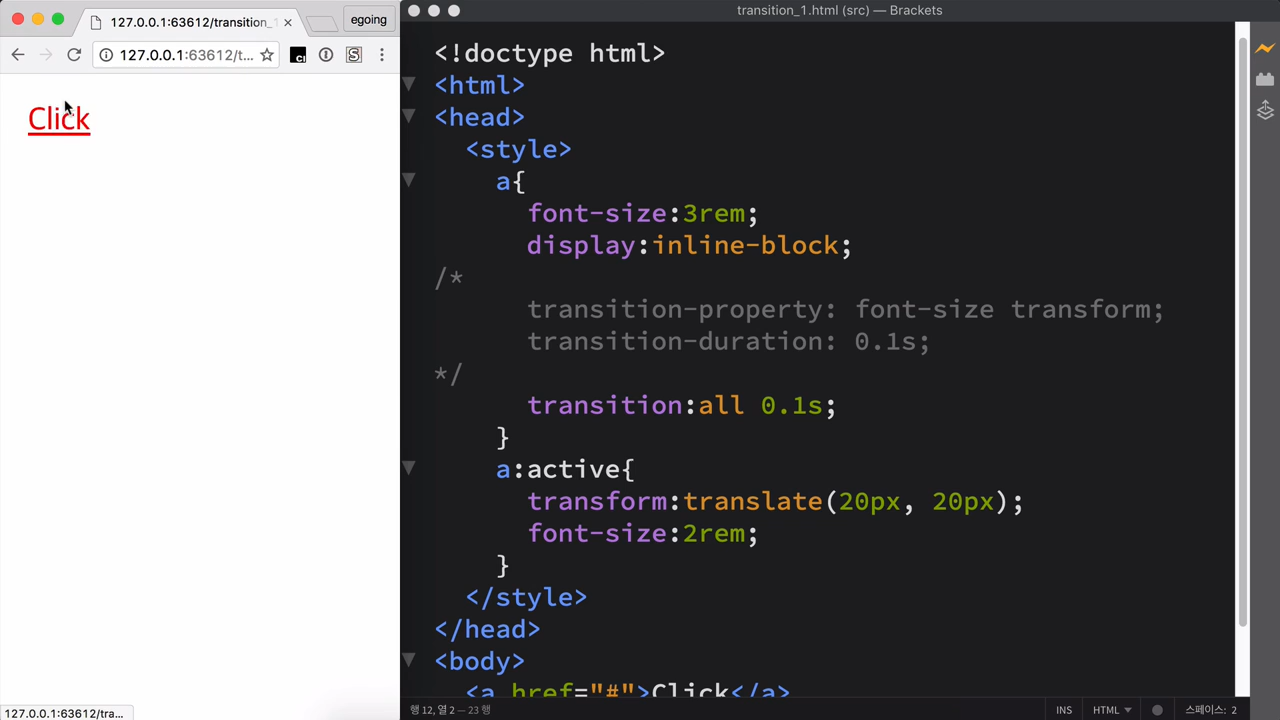 127.0.0.1:63612/transition_1
egoing
127.0.0.1:63612/t...
Click
127.0.0.1:63612/tra...
transition_1.html (src) — Brackets
<!doctype html>
<html>
<head>
<style>
a{
font-size:3rem;
display:inline-block;
/*
transition-property: font-size transform;
transition-duration: 0.1s;
*/
transition:all 0.1s;
}
a:active{
transform:translate(20px, 20px);
font-size:2rem;
}
</style>
</head>
<body>
<a href="#">Click</a>
행 12, 열 2 — 23 행
INS
HTML
스페이스: 2